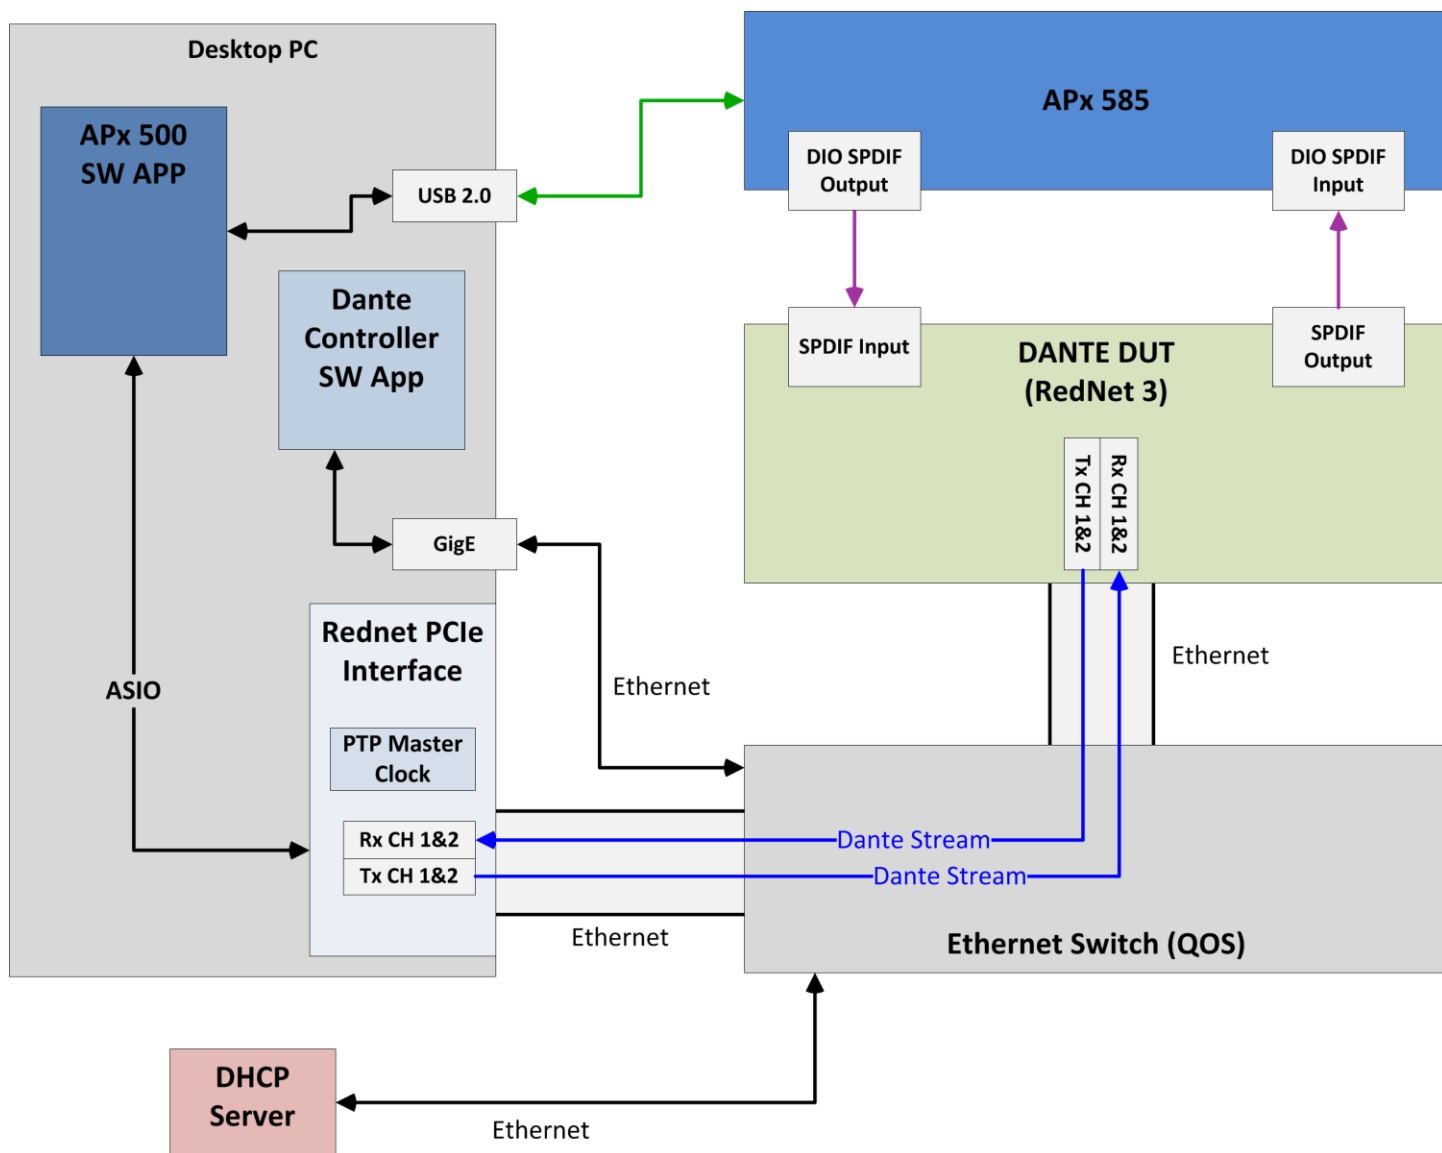 Desktop PC
APx 500
SW APP
USB 2.0
Dante
Controller
SW App
GigE
Rednet PCIe
Interface
PTP Master
Clock
Rx CH 1&2
Tx CH 1&2
ASIO
APx 585
DIO SPDIF
Output
DIO SPDIF
Input
SPDIF Input
SPDIF
Output
DANTE DUT
(RedNet 3)
Tx CH 1&2
Rx CH 1&2
Ethernet
Ethernet
Dante Stream
Dante Stream
Ethernet
Ethernet Switch (QOS)
DHCP
Server
Ethernet